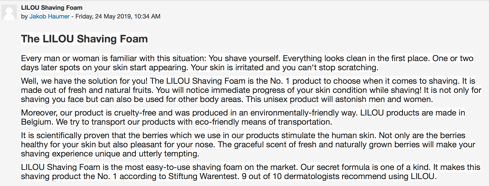 LILOU Shaving Foam
by Jakob Haumer - Friday, 24 May 2019, 10:34 AM
The LILOU Shaving Foam
Every man or woman is familiar with this situation: You shave yourself. Everything looks clean in the first place. One or two
days later spots on your skin start appearing. Your skin is irritated and you can't stop scratching.
Well, we have the solution for you! The LILOU Shaving Foam is the No. 1 product to choose when it comes to shaving. It is
made out of fresh and natural fruits. You will notice immediate progress of your skin condition while shaving! It is not only for
shaving you face but can also be used for other body areas. This unisex product will astonish men and women.
Moreover, our product is cruelty-free and was produced in an environmentally-friendly way. LILOU products are made in
Belgium. We try to transport our products with eco-friendly means of transportation.
It is scientifically proven that the berries which we use in our products stimulate the human skin. Not only are the berries
healthy for your skin but also pleasant for your nose. The graceful scent of fresh and naturally grown berries will make your
shaving experience unique and utterly tempting.
LILOU Shaving Foam is the most easy-to-use shaving foam on the market. Our secret formula is one of a kind. It makes this
shaving product the No. 1 according to Stiftung Warentest. 9 out of 10 dermatologists recommend using LILOU.